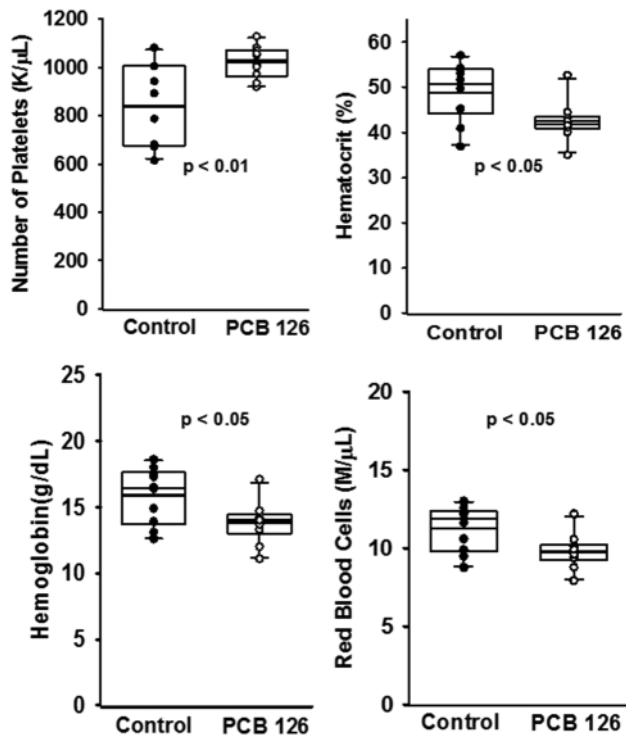 Number of Platelets (K/μL)
1200
1000
800
600
400
200
0
p < 0.01
Control PCB 126
Hematocrit (%)
60
50
40
30
20
10
0
p < 0.05
Control PCB 126
Hemoglobin(g/dL)
25
20
15
10
5
0
p < 0.05
Control PCB 126
Red Blood Cells (M/μL)
20
15
10
5
0
p < 0.05
Control PCB 126